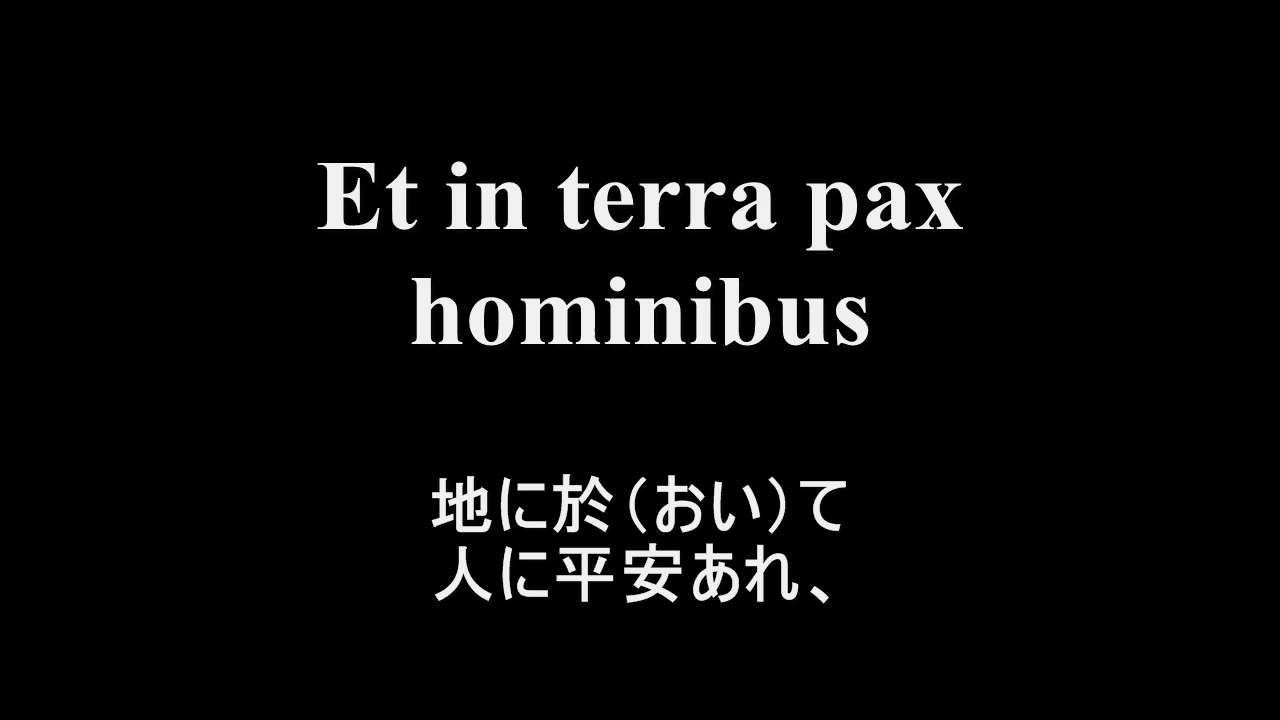 Et in terra pax
hominibus
地に於（おい）て
人に平安あれ、